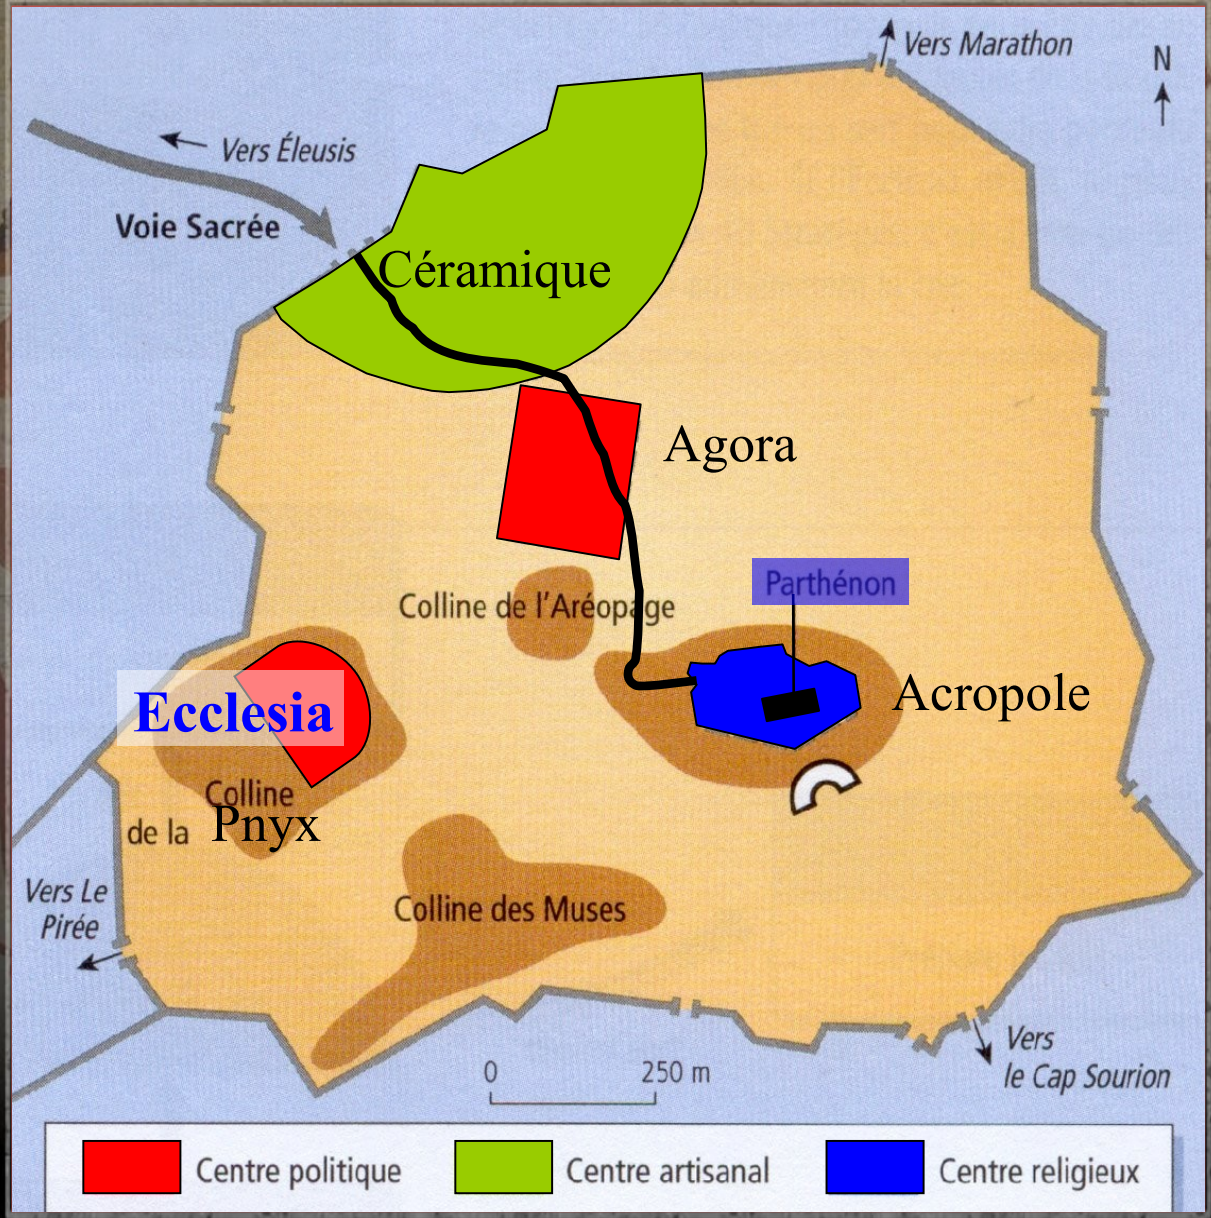 Vers Marathon
N
Vers Éleusis
Voie Sacrée
Céramique
Agora
Parthénon
Colline de l'Aréopage
Acropole
Ecclesia
Colline
de la Pnyx
Vers Le
Pirée
Colline des Muses
Vers
le Cap Sourion
0 250 m
Centre politique
Centre artisanal
Centre religieux